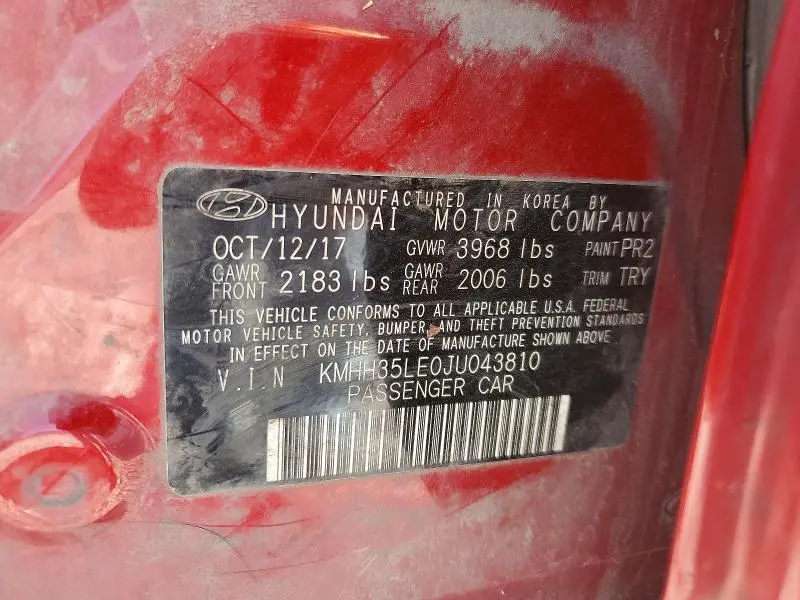 MANUFACTURED IN KOREA BY
HYUNDAI MOTOR COMPANY
OCT/12/17 GVWR 3968 lbs PAINT PR2
GAWR FRONT 2183 lbs GAWR REAR 2006 lbs TRIM TRY
THIS VEHICLE CONFORMS TO ALL APPLICABLE U.S.A. FEDERAL
MOTOR VEHICLE SAFETY, BUMPER, AND THEFT PREVENTION STANDARDS
IN EFFECT ON THE DATE OF MANUFACTURE SHOWN ABOVE.
V.I.N KMHH35LE0JU043810
PASSENGER CAR